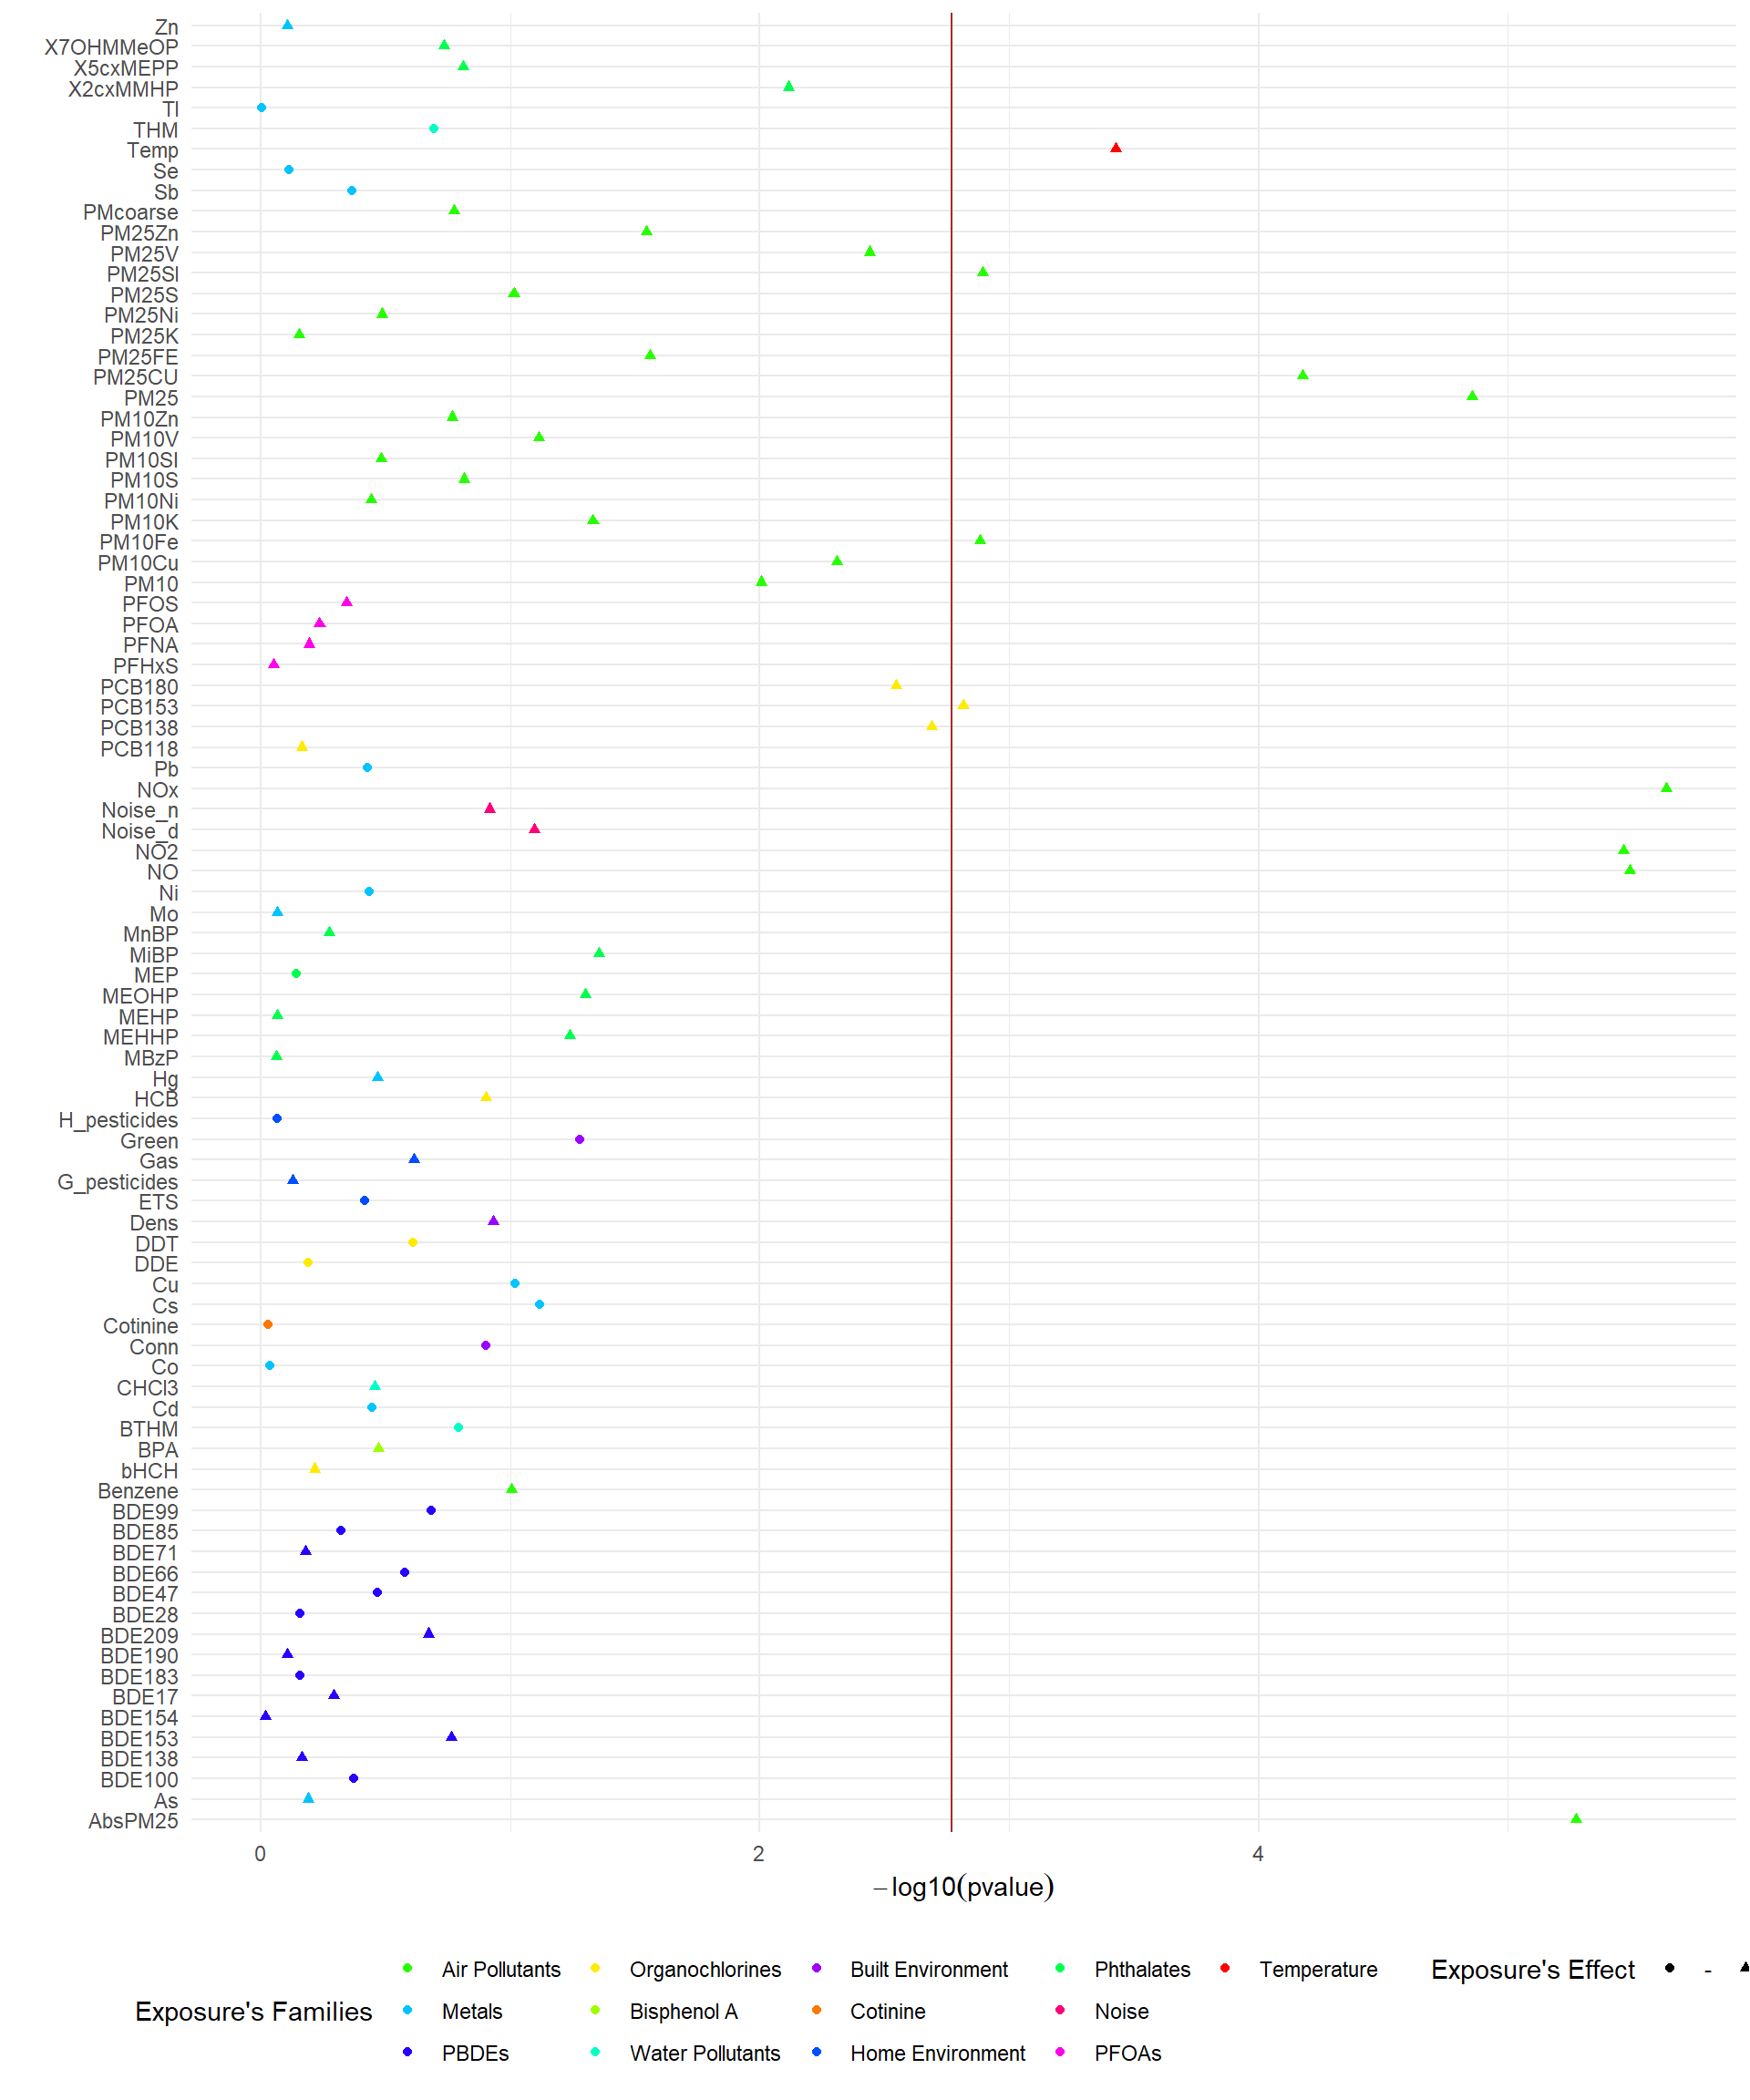 Zn
X7OHMMeOP
X5cxMEPP
X2cxMMHP
Tl
THM
Temp
Se
Sb
PMcoarse
PM25Zn
PM25V
PM25SI
PM25S
PM25Ni
PM25K
PM25FE
PM25CU
PM25
PM10Zn
PM10V
PM10SI
PM10S
PM10Ni
PM10K
PM10Fe
PM10Cu
PM10
PFOS
PFOA
PFNA
PFHxS
PCB180
PCB153
PCB138
PCB118
Pb
NOx
Noise_n
Noise_d
NO2
NO
Ni
Mo
MnBP
MiBP
MEP
MEOHP
MEHP
MEHHP
MBzP
Hg
HCB
H_pesticides
Green
Gas
G_pesticides
ETS
Dens
DDT
DDE
Cu
Cs
Cotinine
Conn
Co
CHCl3
Cd
BTHM
BPA
bHCH
Benzene
BDE99
BDE85
BDE71
BDE66
BDE47
BDE28
BDE209
BDE190
BDE183
BDE17
BDE154
BDE153
BDE138
BDE100
As
AbsPM25
0 2 4
−log10(pvalue)
Air Pollutants Organochlorines Built Environment Phthalates Temperature Exposure's Effect -
Exposure's Families Metals Bisphenol A Cotinine Noise
PBDEs Water Pollutants Home Environment PFOAs